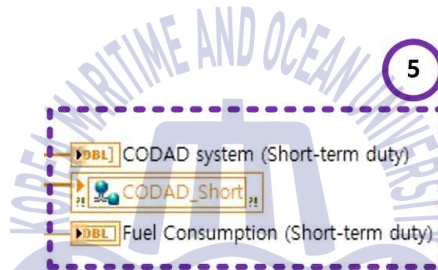 KOREA MARITIME AND OCEAN UNIVERSITY
5
DBL] CODAD system (Short-term duty)
?! CODAD_Short ?!
DBL Fuel Consumption (Short-term duty)